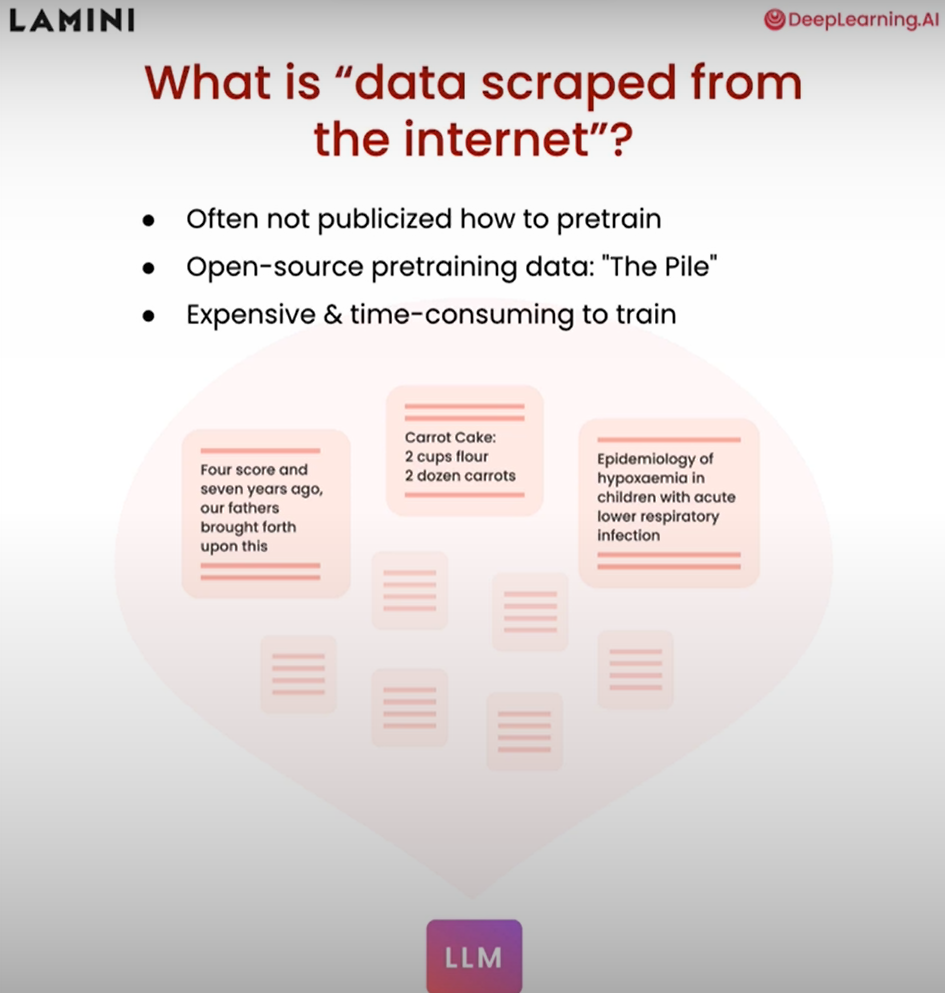 LAMINI
DeepLearning.AI
What is “data scraped from
the internet”?
● Often not publicized how to pretrain
● Open-source pretraining data: "The Pile"
● Expensive & time-consuming to train
Four score and
seven years ago,
our fathers
brought forth
upon this
Carrot Cake:
2 cups flour
2 dozen carrots
Epidemiology of
hypoxaemia in
children with acute
lower respiratory
infection
LLM